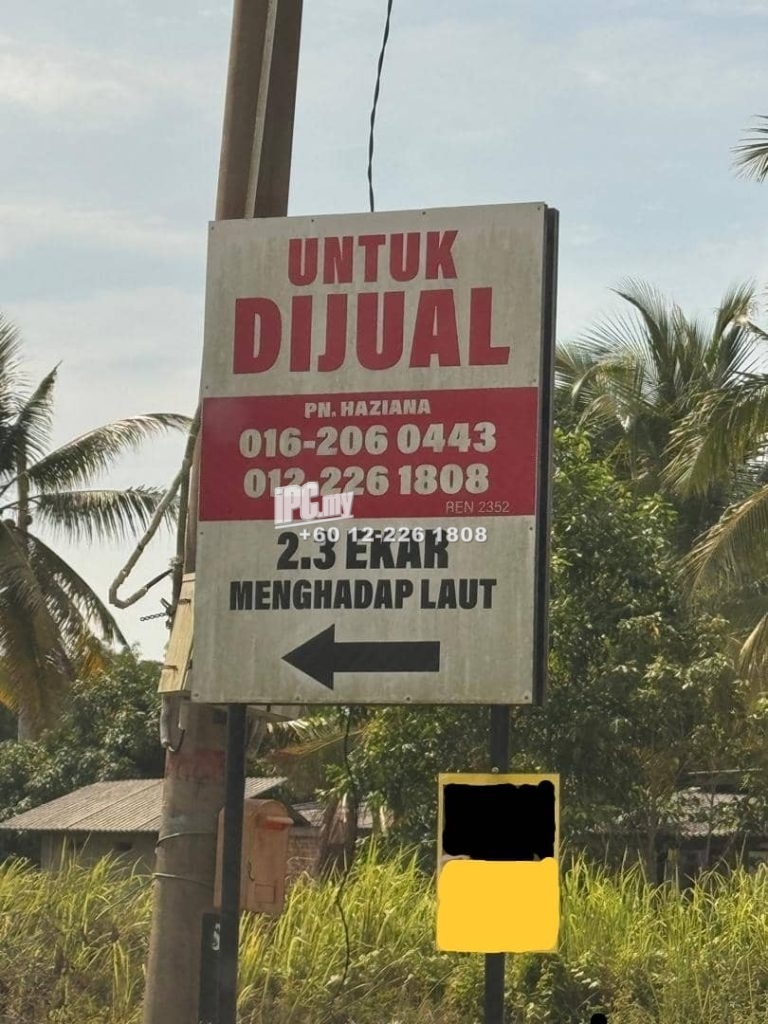 UNTUK
DIJUAL
PN. HAZIANA
016-206 0443
012-226 1808
REN 2352
iPC.my
+60 12-226 1808
2.3 EKAR
MENGHADAP LAUT